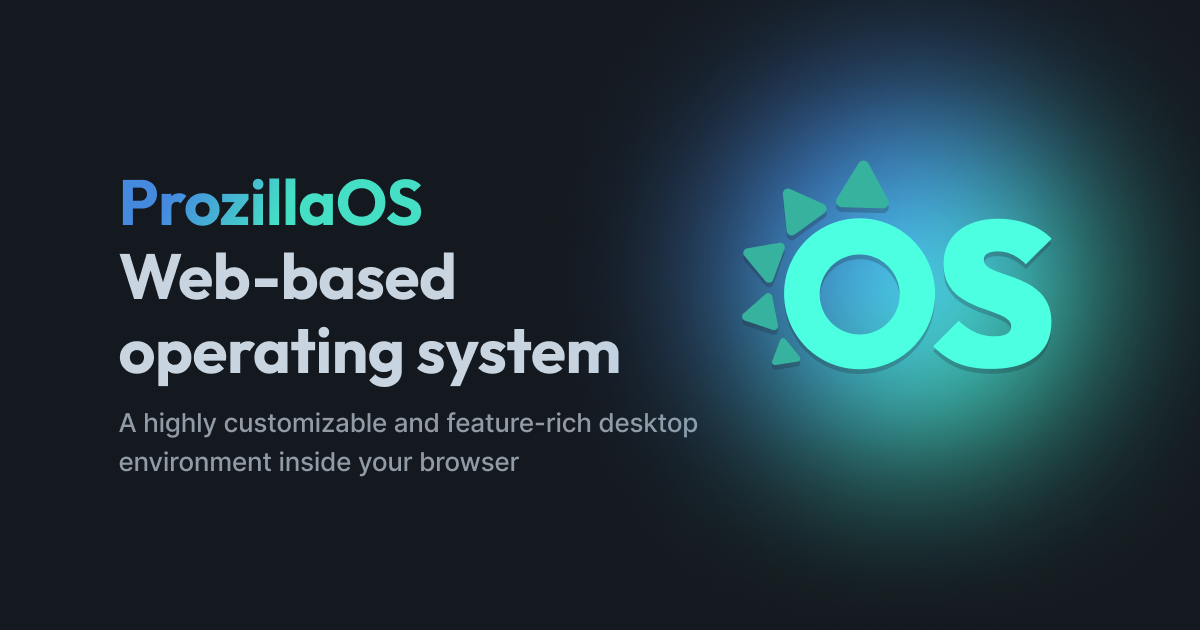 ProzillaOS
Web-based
operating system
A highly customizable and feature-rich desktop
environment inside your browser
OS